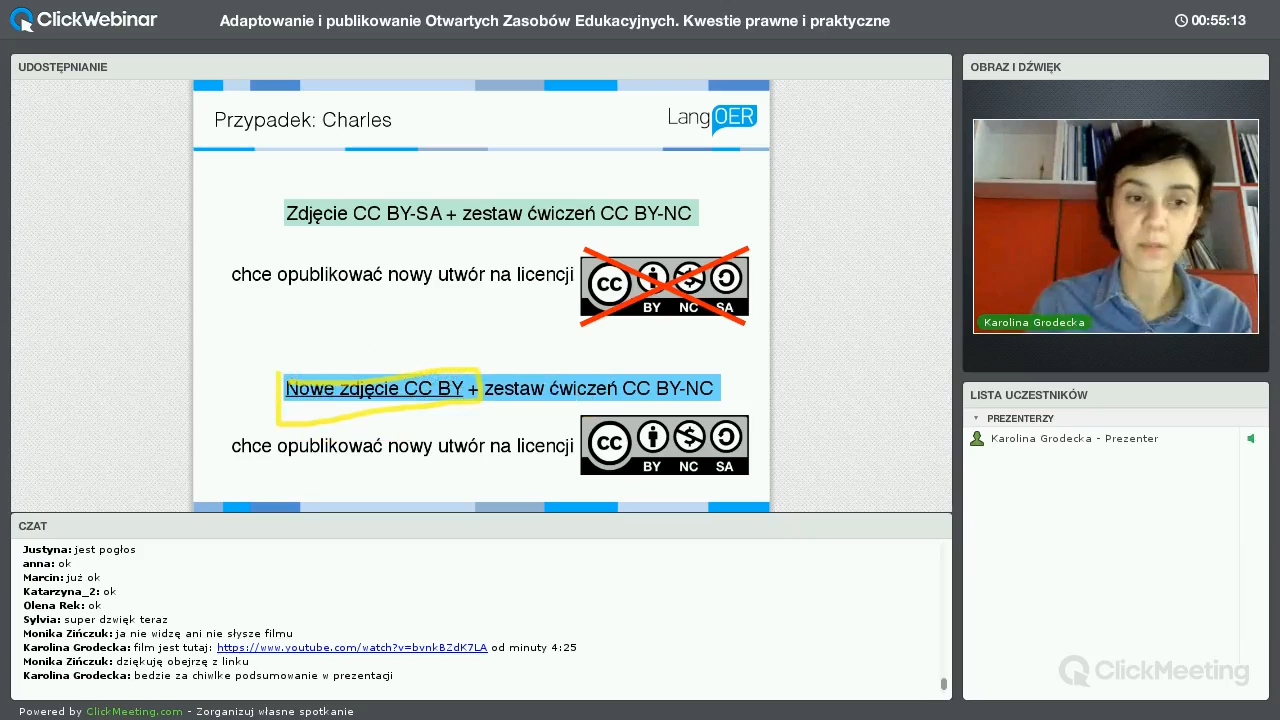 ClickWebinar
Adaptowanie i publikowanie Otwartych Zasobów Edukacyjnych. Kwestie prawne i praktyczne
00:55:13
UDOSTĘPNIANIE
Przypadek: Charles
LangOER
Zdjęcie CC BY-SA + zestaw ćwiczeń CC BY-NC
chce opublikować nowy utwór na licencji
CC
BY NC SA
Nowe zdjęcie CC BY + zestaw ćwiczeń CC BY-NC
chce opublikować nowy utwór na licencji
CC
BY NC SA
OBRAZ I DŹWIĘK
Karolina Grodecka
LISTA UCZESTNIKÓW
PREZENTERZY
Karolina Grodecka - Prezenter
CZAT
Justyna: jest pogłos
anna: ok
Marcin: już ok
Katarzyna_2: ok
Olena Rek: ok
Sylvia: super dzwięk teraz
Monika Zińczuk: ja nie widzę ani nie słysze filmu
Karolina Grodecka: film jest tutaj: https://www.youtube.com/watch?v=bvnkBZdK7LA od minuty 4:25
Monika Zińczuk: dziękuję obejrzę z linku
Karolina Grodecka: bedzie za chiwlke podsumowanie w prezentacji
ClickMeeting
Powered by ClickMeeting.com - Zorganizuj własne spotkanie